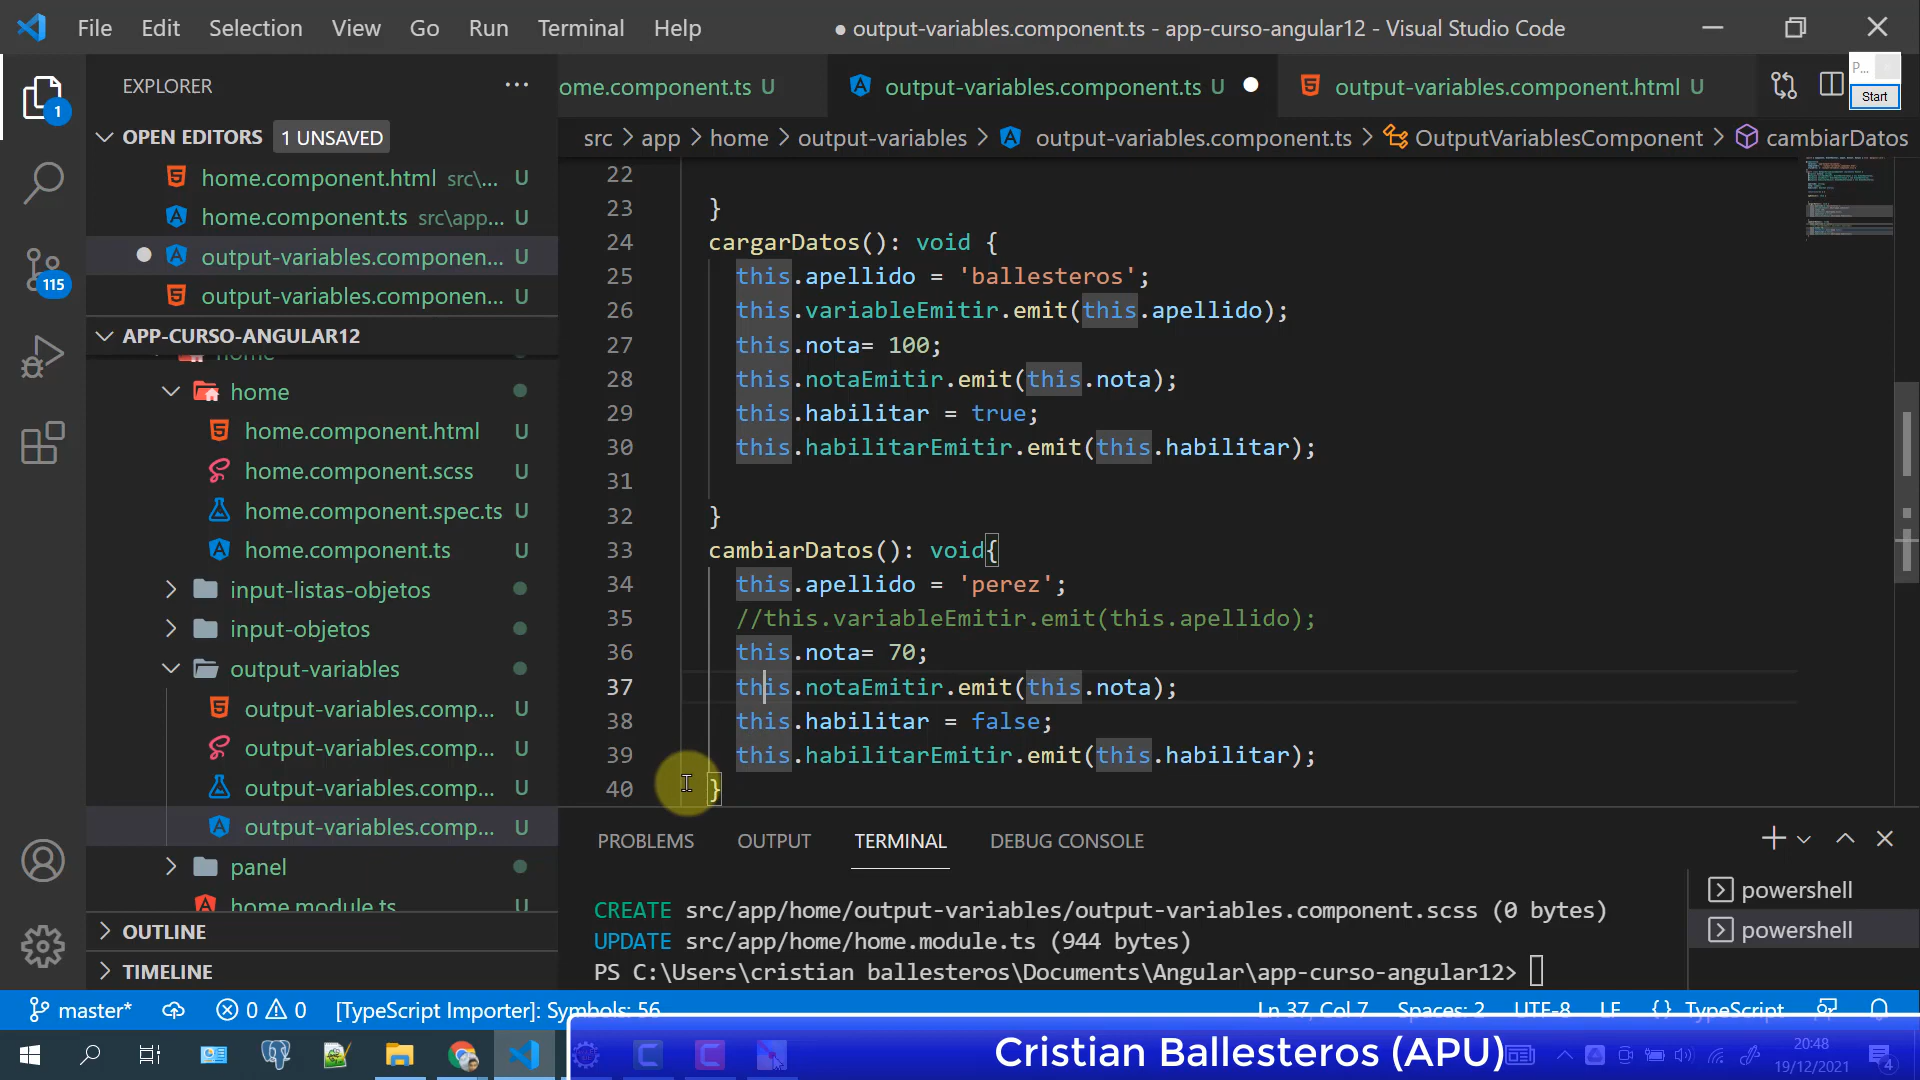 File Edit Selection View Go Run Terminal Help
● output-variables.component.ts - app-curso-angular12 - Visual Studio Code
EXPLORER
OPEN EDITORS 1 UNSAVED
home.component.html src\... U
home.component.ts src\app... U
output-variables.componen... U
output-variables.componen... U
APP-CURSO-ANGULAR12
home
home
home.component.html U
home.component.scss U
home.component.spec.ts U
home.component.ts U
input-listas-objetos
input-objetos
output-variables
output-variables.comp... U
output-variables.comp... U
output-variables.comp... U
output-variables.comp... U
panel
home.module.ts U
OUTLINE
TIMELINE
1
115
ome.component.ts U
output-variables.component.ts U
output-variables.component.html U
P...
Start
src > app > home > output-variables > output-variables.component.ts > OutputVariablesComponent > cambiarDatos
22
23 }
24 cargarDatos(): void {
25 this.apellido = 'ballesteros';
26 this.variableEmitir.emit(this.apellido);
27 this.nota= 100;
28 this.notaEmitir.emit(this.nota);
29 this.habilitar = true;
30 this.habilitarEmitir.emit(this.habilitar);
31
32 }
33 cambiarDatos(): void{
34 this.apellido = 'perez';
35 //this.variableEmitir.emit(this.apellido);
36 this.nota= 70;
37 this.notaEmitir.emit(this.nota);
38 this.habilitar = false;
39 this.habilitarEmitir.emit(this.habilitar);
40 }
PROBLEMS OUTPUT TERMINAL DEBUG CONSOLE
CREATE src/app/home/output-variables/output-variables.component.scss (0 bytes)
UPDATE src/app/home/home.module.ts (944 bytes)
PS C:\Users\cristian ballesteros\Documents\Angular\app-curso-angular12>
powershell
powershell
master* 0 0 [TypeScript Importer]: Symbols: 56
Ln 37, Col 7 Spaces: 2 UTF-8 LF {} TypeScript
Cristian Ballesteros (APU)
20:48
19/12/2021
4